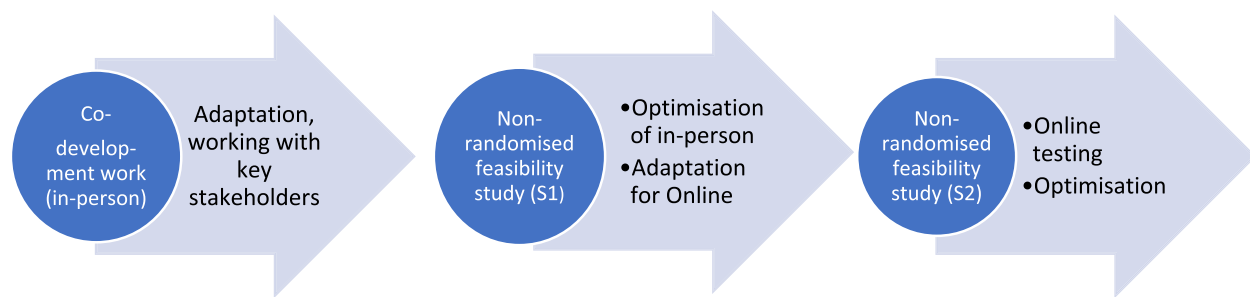 Co-
develop-
ment work
(in-person)
Adaptation,
working with
key
stakeholders
Non-
randomised
feasibility
study (S1)
•Optimisation
of in-person
•Adaptation
for Online
Non-
randomised
feasibility
study (S2)
•Online
testing
•Optimisation